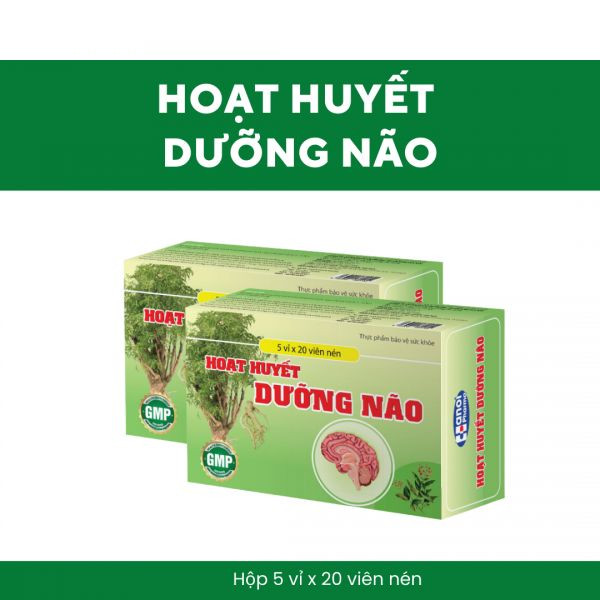 HOẠT HUYẾT
DƯỠNG NÃO
Thực phẩm bảo vệ sức khỏe
5
HOẠT
GMP
Thực phẩm bảo vệ sức khỏe
5 vỉ x 20 viên nén
HOẠT HUYẾT
DƯỠNG NÃO
GMP
Hanoi
Pharma
HOẠT HUYẾT DƯỠNG NÃO
NÃO
Hộp 5 vỉ x 20 viên nén